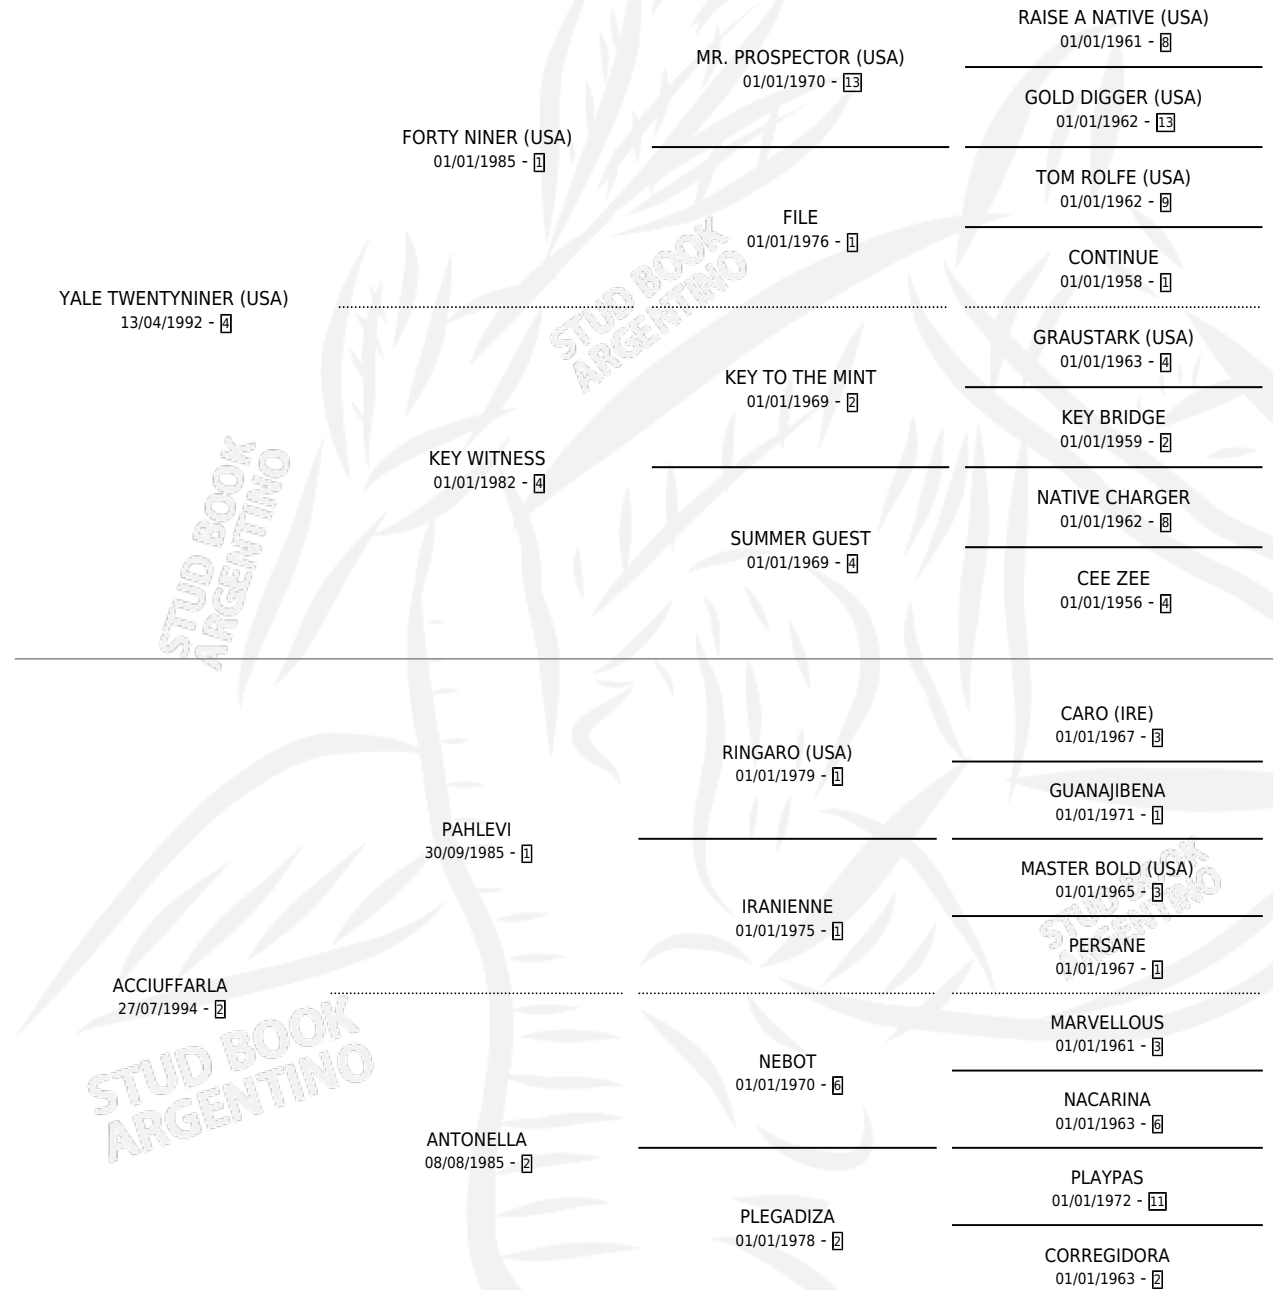 RAISE A NATIVE (USA)
01/01/1961 - 8
MR. PROSPECTOR (USA)
01/01/1970 - 13
GOLD DIGGER (USA)
01/01/1962 - 13
FORTY NINER (USA)
01/01/1985 - 1
TOM ROLFE (USA)
01/01/1962 - 9
FILE
01/01/1976 - 1
CONTINUE
01/01/1958 - 1
YALE TWENTYNINER (USA)
13/04/1992 - 4
GRAUSTARK (USA)
01/01/1963 - 4
KEY TO THE MINT
01/01/1969 - 2
KEY BRIDGE
01/01/1959 - 2
KEY WITNESS
01/01/1982 - 4
NATIVE CHARGER
01/01/1962 - 8
SUMMER GUEST
01/01/1969 - 4
CEE ZEE
01/01/1956 - 4
CARO (IRE)
01/01/1967 - 3
RINGARO (USA)
01/01/1979 - 1
GUANAJIBENA
01/01/1971 - 1
PAHLEVI
30/09/1985 - 1
MASTER BOLD (USA)
01/01/1965 - 3
IRANIENNE
01/01/1975 - 1
PERSANE
01/01/1967 - 1
ACCIUFFARLA
27/07/1994 - 2
MARVELLOUS
01/01/1961 - 3
NEBOT
01/01/1970 - 6
NACARINA
01/01/1963 - 6
ANTONELLA
08/08/1985 - 2
PLAYPAS
01/01/1972 - 11
PLEGADIZA
01/01/1978 - 2
CORREGIDORA
01/01/1963 - 2
STUD BOOK
ARGENTINO
STUD BOOK
ARGENTINO
STUD BOOK
ARGENTINO
STUD BOOK
ARGENTINO